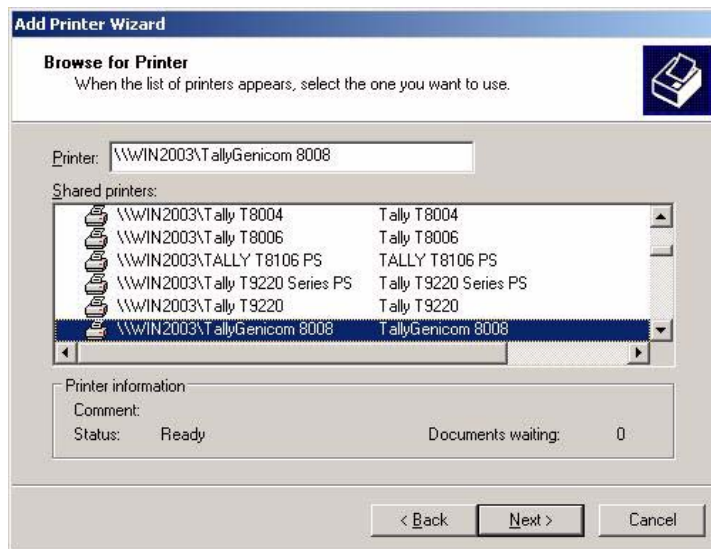 Add Printer Wizard
Browse for Printer
When the list of printers appears, select the one you want to use.
Printer: \\WIN2003\TallyGenicom 8008
Shared printers:
\\WIN2003\Tally T8004 Tally T8004
\\WIN2003\Tally T8006 Tally T8006
\\WIN2003\TALLY T8106 PS TALLY T8106 PS
\\WIN2003\Tally T9220 Series PS Tally T9220 Series PS
\\WIN2003\Tally T9220 Tally T9220
\\WIN2003\TallyGenicom 8008 TallyGenicom 8008
Printer information
Comment:
Status: Ready Documents waiting: 0
< Back Next > Cancel